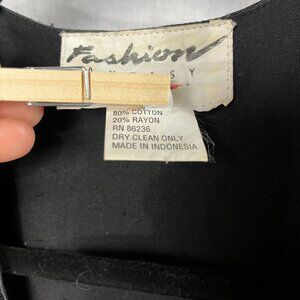 Fashion
80% COTTON
20% RAYON
RN 86236
DRY CLEAN ONLY
MADE IN INDONESIA